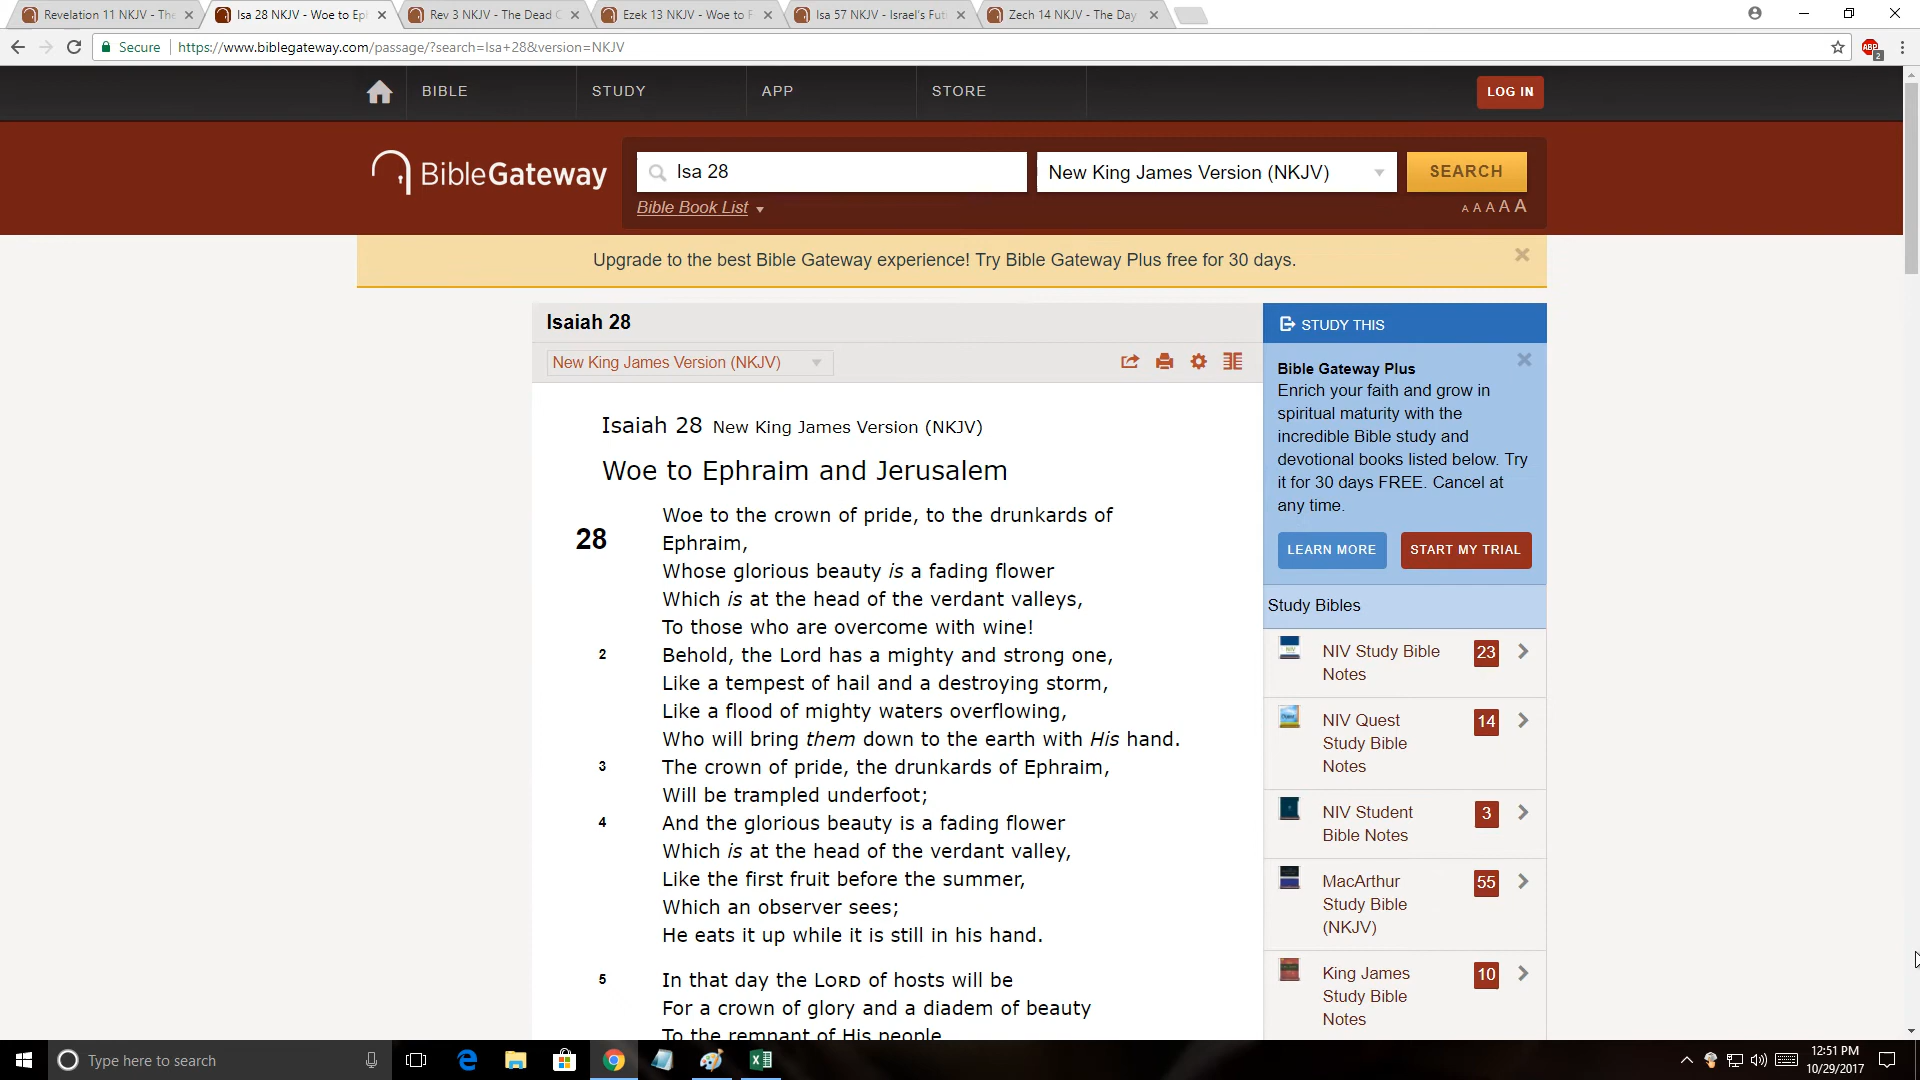 Revelation 11 NKJV - The
Isa 28 NKJV - Woe to Eph
Rev 3 NKJV - The Dead C
Ezek 13 NKJV - Woe to F
Isa 57 NKJV - Israel's Fut
Zech 14 NKJV - The Day
Secure
https://www.biblegateway.com/passage/?search=Isa+28&version=NKJV
ABP
2
BIBLE
STUDY
APP
STORE
LOG IN
BibleGateway
Isa 28
New King James Version (NKJV)
SEARCH
Bible Book List
A A A A A
Upgrade to the best Bible Gateway experience! Try Bible Gateway Plus free for 30 days.
Isaiah 28
New King James Version (NKJV)
Isaiah 28 New King James Version (NKJV)
Woe to Ephraim and Jerusalem
28
Woe to the crown of pride, to the drunkards of
Ephraim,
Whose glorious beauty is a fading flower
Which is at the head of the verdant valleys,
To those who are overcome with wine!
2 Behold, the Lord has a mighty and strong one,
Like a tempest of hail and a destroying storm,
Like a flood of mighty waters overflowing,
Who will bring them down to the earth with His hand.
3 The crown of pride, the drunkards of Ephraim,
Will be trampled underfoot;
4 And the glorious beauty is a fading flower
Which is at the head of the verdant valley,
Like the first fruit before the summer,
Which an observer sees;
He eats it up while it is still in his hand.
5 In that day the LORD of hosts will be
For a crown of glory and a diadem of beauty
To the remnant of His people
STUDY THIS
Bible Gateway Plus
Enrich your faith and grow in
spiritual maturity with the
incredible Bible study and
devotional books listed below. Try
it for 30 days FREE. Cancel at
any time.
LEARN MORE
START MY TRIAL
Study Bibles
NIV Study Bible
Notes
23
NIV Quest
Study Bible
Notes
14
NIV Student
Bible Notes
3
MacArthur
Study Bible
(NKJV)
55
King James
Study Bible
Notes
10
Type here to search
12:51 PM
10/29/2017